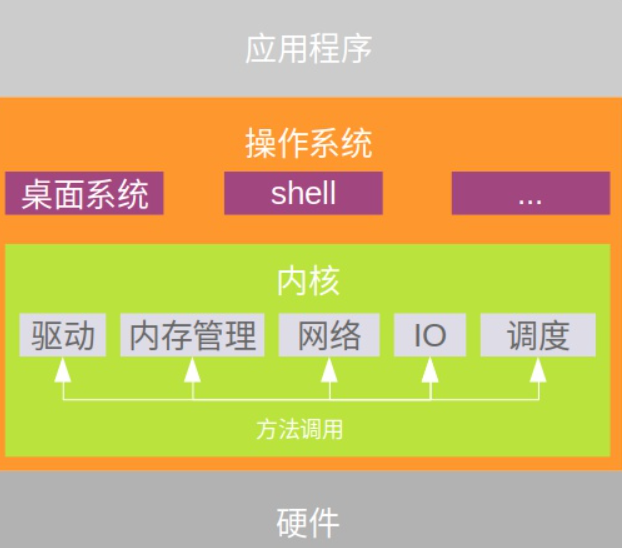 应用程序
操作系统
桌面系统 shell ...
内核
驱动 内存管理 网络 IO 调度
方法调用
硬件